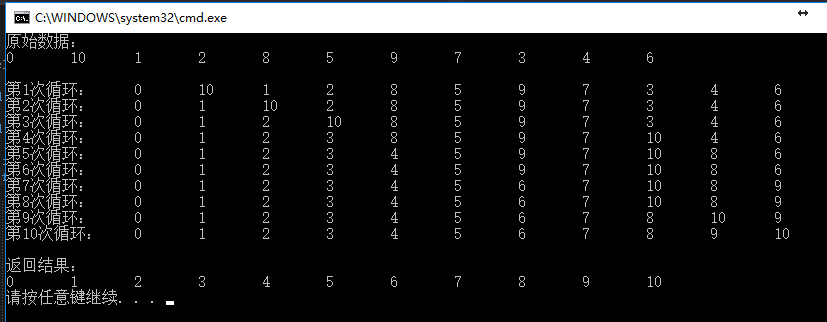 C:\WINDOWS\system32\cmd.exe
原始数据:
0 10 1 2 8 5 9 7 3 4 6
第1次循环: 0 10 1 2 8 5 9 7 3 4 6
第2次循环: 0 1 10 2 8 5 9 7 3 4 6
第3次循环: 0 1 2 10 8 5 9 7 3 4 6
第4次循环: 0 1 2 3 8 5 9 7 10 4 6
第5次循环: 0 1 2 3 4 5 9 7 10 8 6
第6次循环: 0 1 2 3 4 5 9 7 10 8 6
第7次循环: 0 1 2 3 4 5 6 7 10 8 9
第8次循环: 0 1 2 3 4 5 6 7 10 8 9
第9次循环: 0 1 2 3 4 5 6 7 8 10 9
第10次循环: 0 1 2 3 4 5 6 7 8 9 10
返回结果:
0 1 2 3 4 5 6 7 8 9 10
请按任意键继续. . .